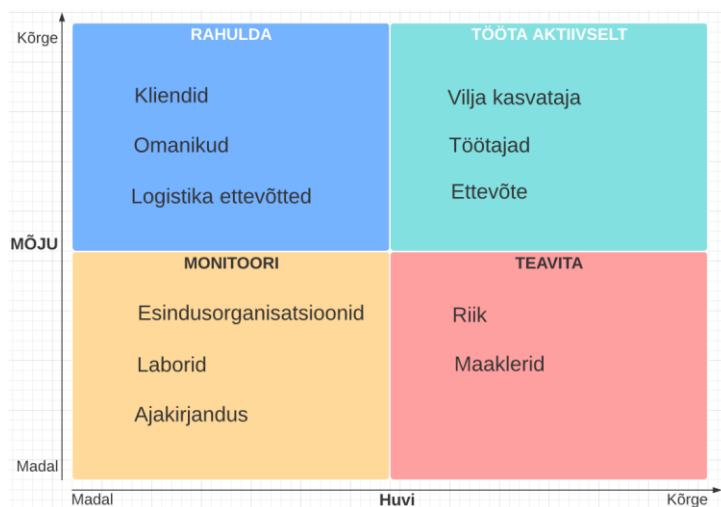 Kõrge
RAHULDA
TÖÖTA AKTIIVSELT
Kliendid
Omanikud
Logistika ettevõtted
Vilja kasvataja
Töötajad
Ettevõte
MÕJU
MONITOORI
TEAVITA
Esindusorganisatsioonid
Laborid
Ajakirjandus
Riik
Maaklerid
Madal
Madal
Huvi
Kõrge